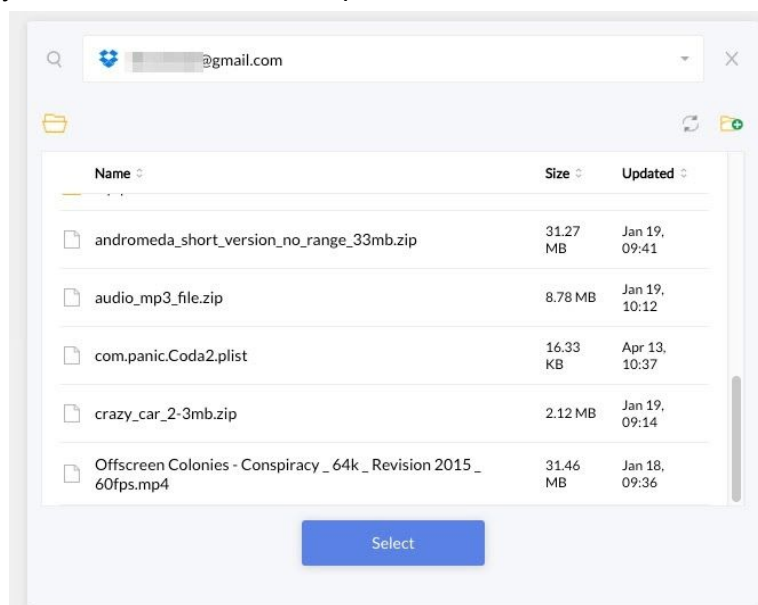 @gmail.com
Name Size Updated
andromeda_short_version_no_range_33mb.zip 31.27 MB Jan 19, 09:41
audio_mp3_file.zip 8.78 MB Jan 19, 10:12
com.panic.Coda2.plist 16.33 KB Apr 13, 10:37
crazy_car_2-3mb.zip 2.12 MB Jan 19, 09:14
Offscreen Colonies - Conspiracy _ 64k _ Revision 2015 _ 60fps.mp4 31.46 MB Jan 18, 09:36
Select